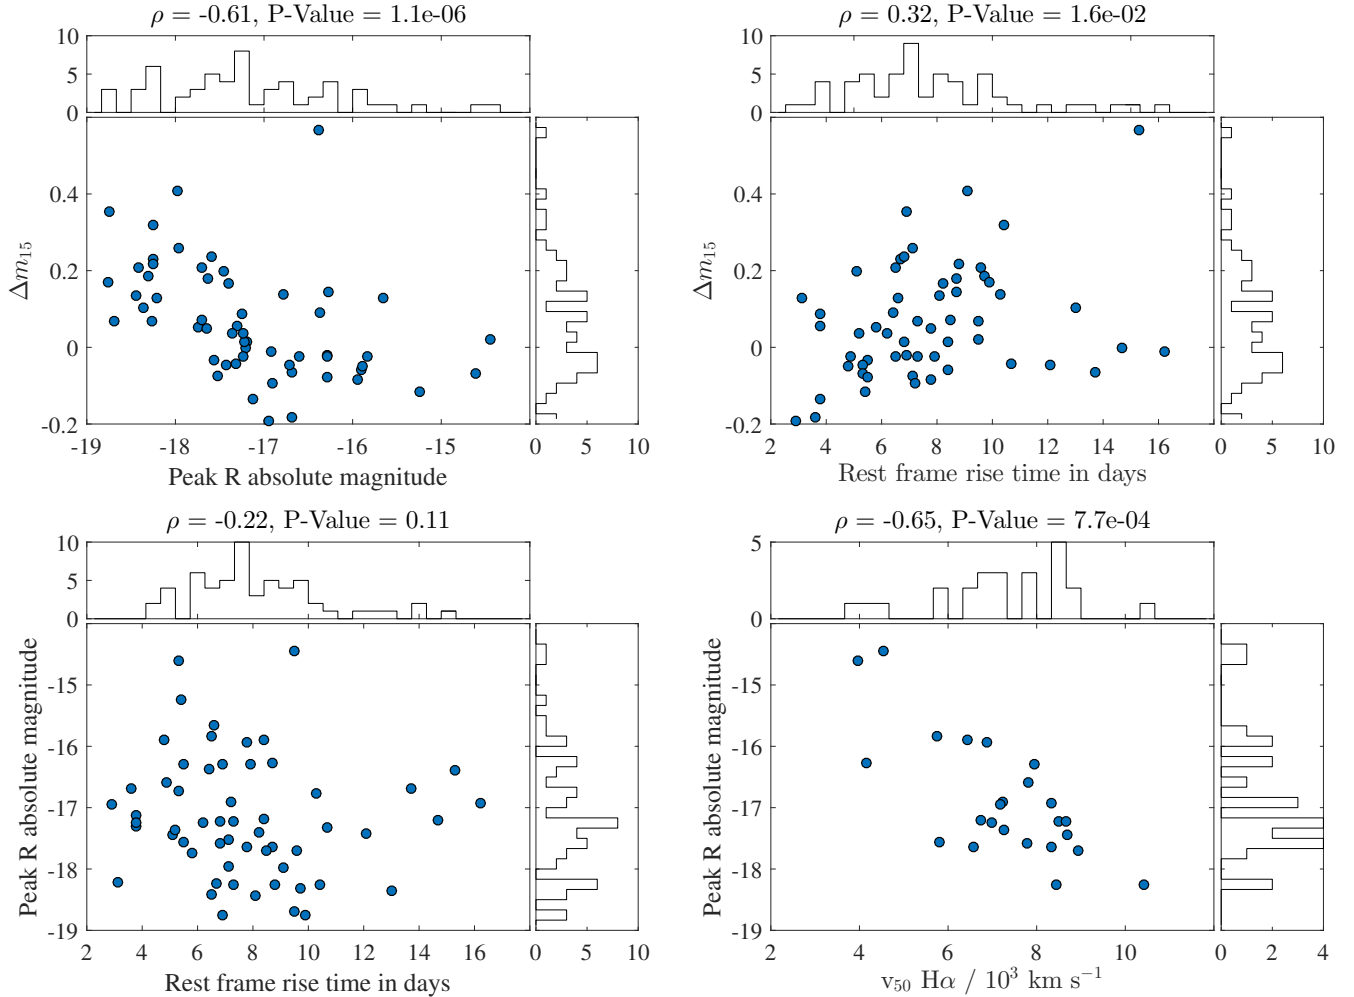 ρ = -0.61, P-Value = 1.1e-06
10
5
0
0.4
0.2
0
-0.2
Δm₁₅
-19 -18 -17 -16 -15
Peak R absolute magnitude
0 5 10
ρ = 0.32, P-Value = 1.6e-02
10
5
0
0.4
0.2
0
-0.2
Δm₁₅
2 4 6 8 10 12 14 16
Rest frame rise time in days
0 5 10
ρ = -0.22, P-Value = 0.11
10
5
0
-15
-16
-17
-18
-19
Peak R absolute magnitude
2 4 6 8 10 12 14 16
Rest frame rise time in days
0 5 10
ρ = -0.65, P-Value = 7.7e-04
5
0
-15
-16
-17
-18
-19
Peak R absolute magnitude
2 4 6 8 10
v₅₀ Hα / 10³ km s⁻¹
0 2 4